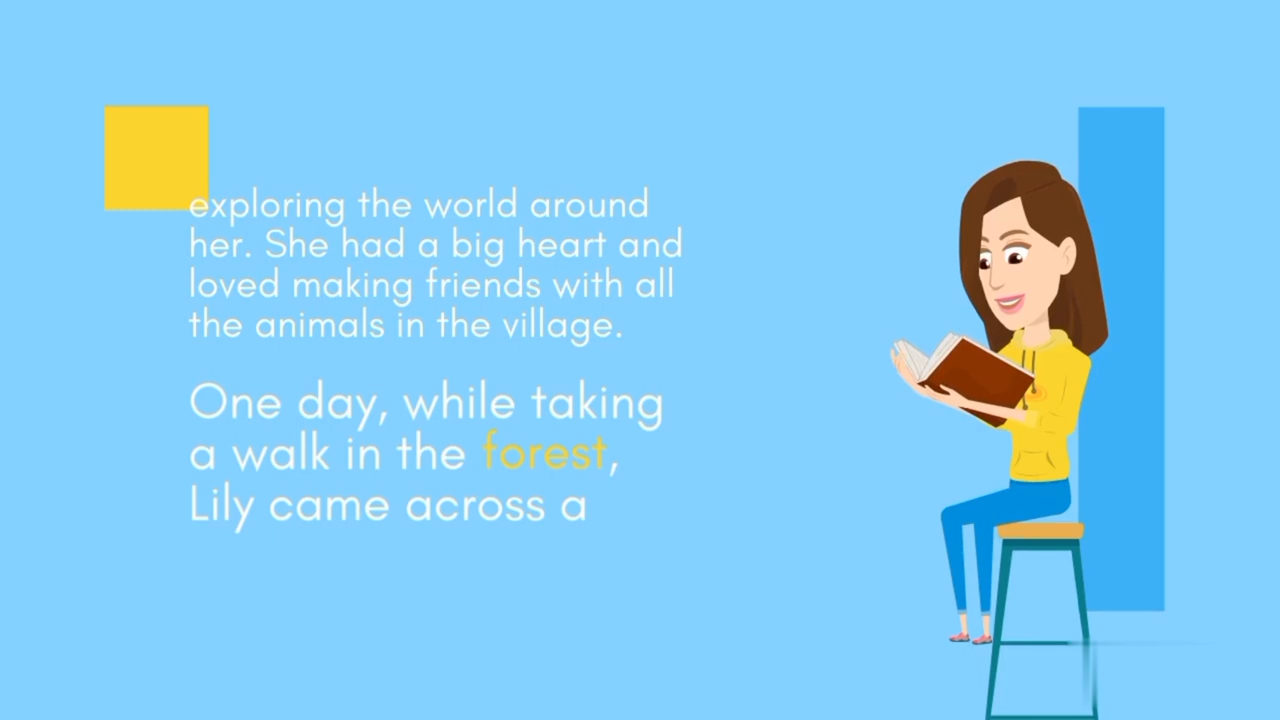 exploring the world around
her. She had a big heart and
loved making friends with all
the animals in the village.
One day, while taking
a walk in the forest,
Lily came across a